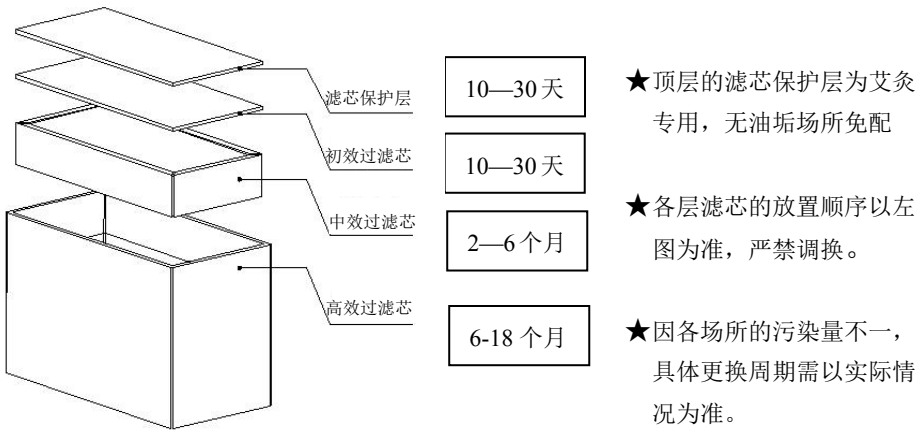 滤芯保护层
初效过滤芯
中效过滤芯
高效过滤芯
10—30天
10—30天
2—6个月
6-18 个月
★顶层的滤芯保护层为艾灸
专用，无油垢场所免配
★各层滤芯的放置顺序以左
图为准，严禁调换。
★因各场所的污染量不一，
具体更换周期需以实际情
况为准。